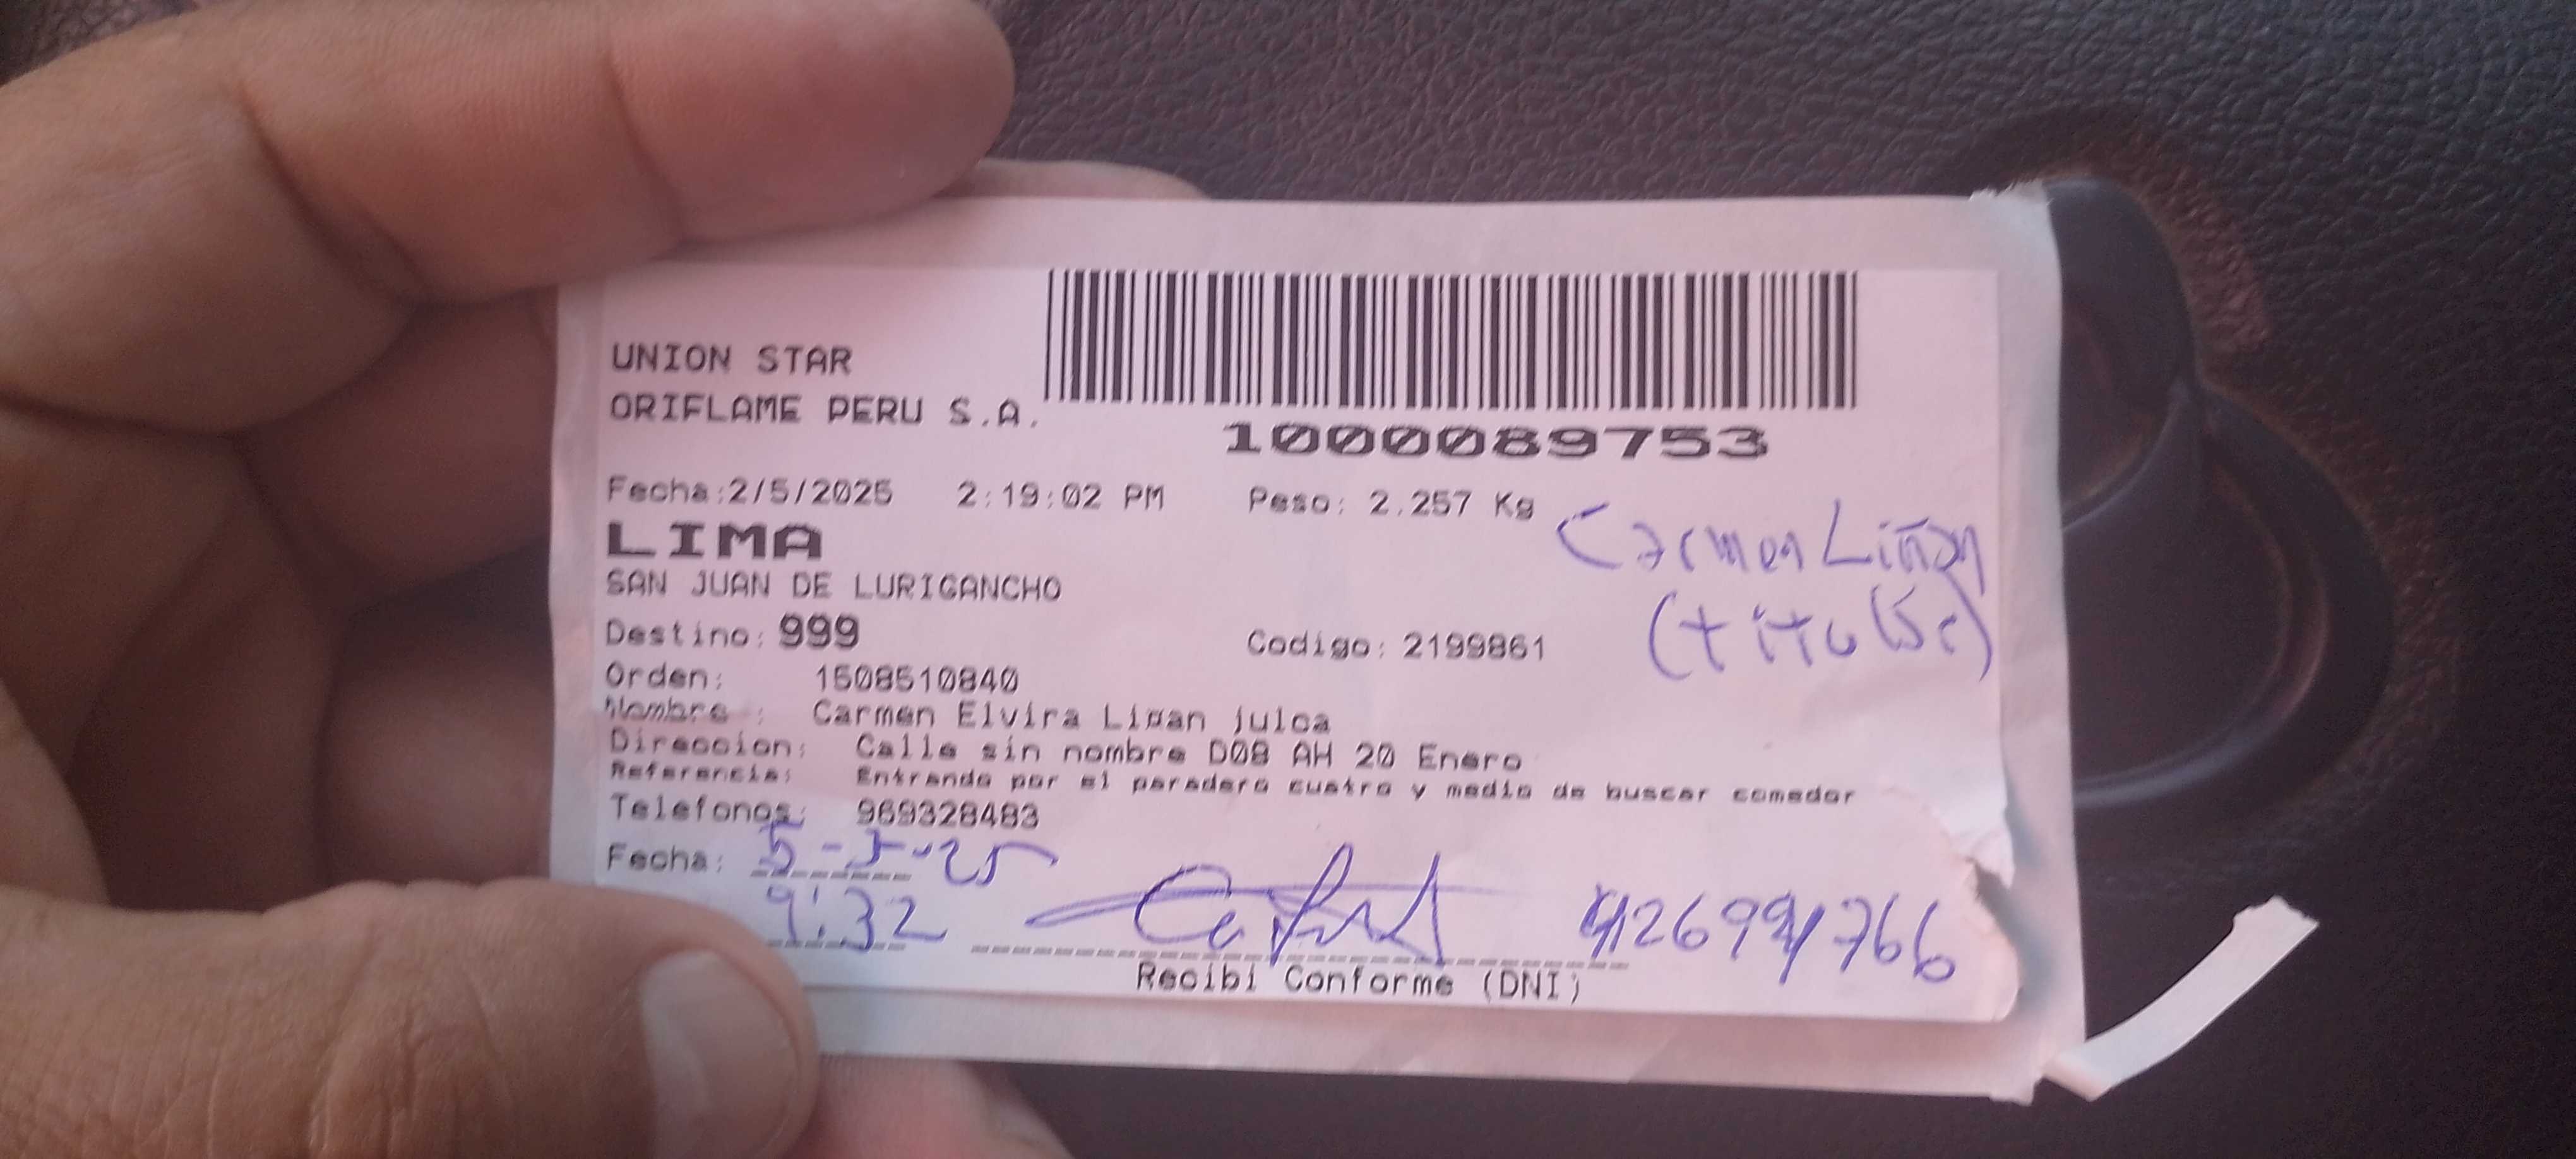 UNION STAR
ORIFLAME PERU S.A.
1000089753
Fecha:2/5/2025 2:19:02 PM Peso: 2.257 Kg
LIMA
SAN JUAN DE LURIGANCHO
Carmen Liñan
(titular)
Destino: 999 Codigo: 2199861
Orden: 1508510840
Nombre : Carmen Elvira Li¤an julca
Direccion: Calle sin nombre D08 AH 20 Enero
Referencia: Entrando por el paradero cuatro y medio de buscar comedor
Telefonos: 969328483
Fecha: 5-5-25
9:32
Recibi Conforme (DNI)